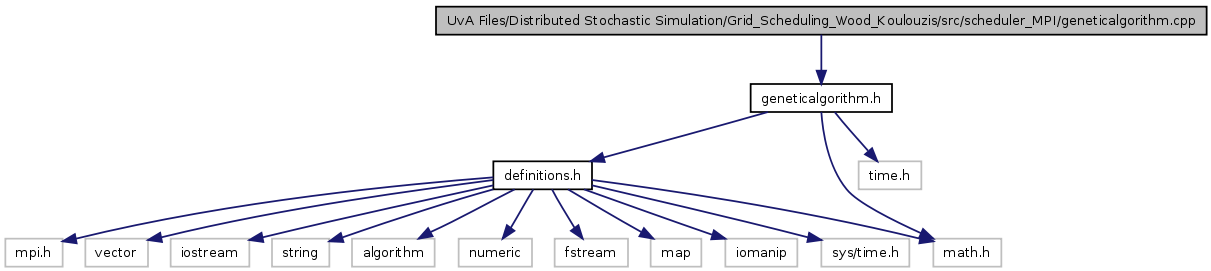 UvA Files/Distributed Stochastic Simulation/Grid_Scheduling_Wood_Koulouzis/src/scheduler_MPI/geneticalgorithm.cpp
geneticalgorithm.h
definitions.h
time.h
mpi.h
vector
iostream
string
algorithm
numeric
fstream
map
iomanip
sys/time.h
math.h